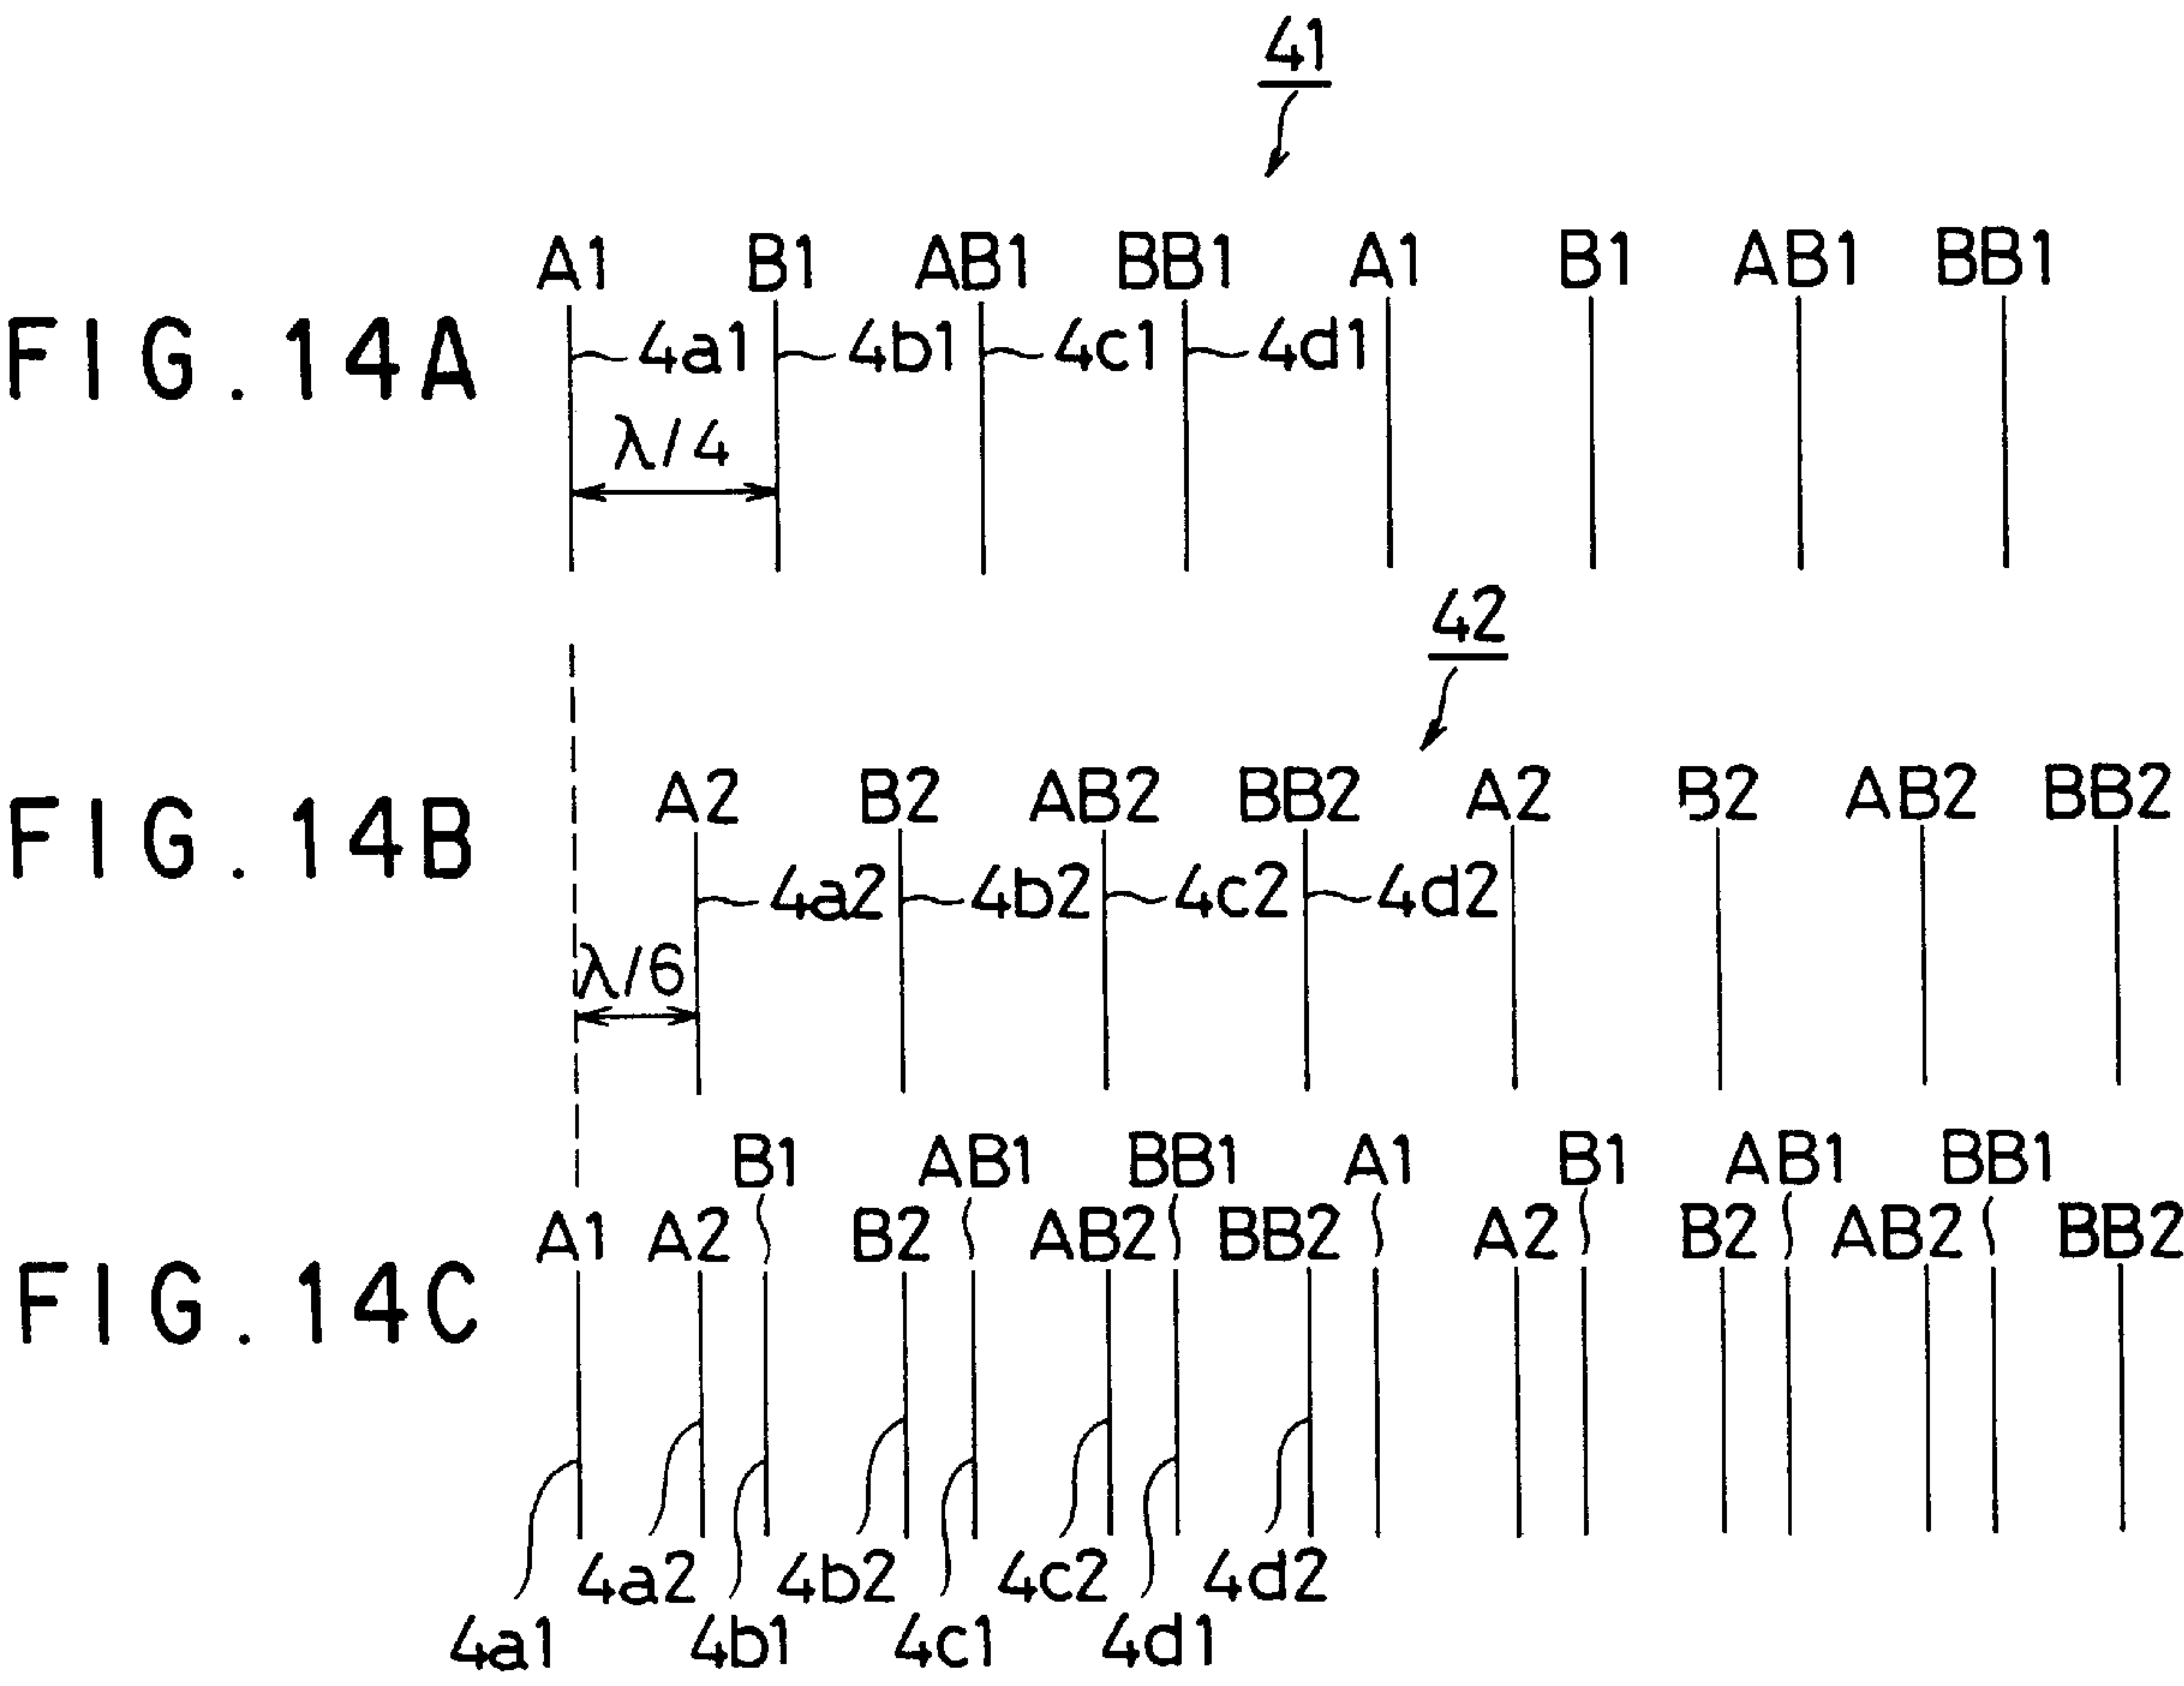 41
A1 B1 AB1 BB1 A1 B1 AB1 BB1
FIG.14A
4a1 4b1 4c1 4d1
λ/4
42
A2 B2 AB2 BB2 A2 B2 AB2 BB2
FIG.14B
4a2 4b2 4c2 4d2
λ/6
B1 AB1 BB1 A1 B1 AB1 BB1
A1 A2 B2 AB2 BB2 A2 B2 AB2 BB2
FIG.14C
4a2 4b2 4c2 4d2
4a1 4b1 4c1 4d1